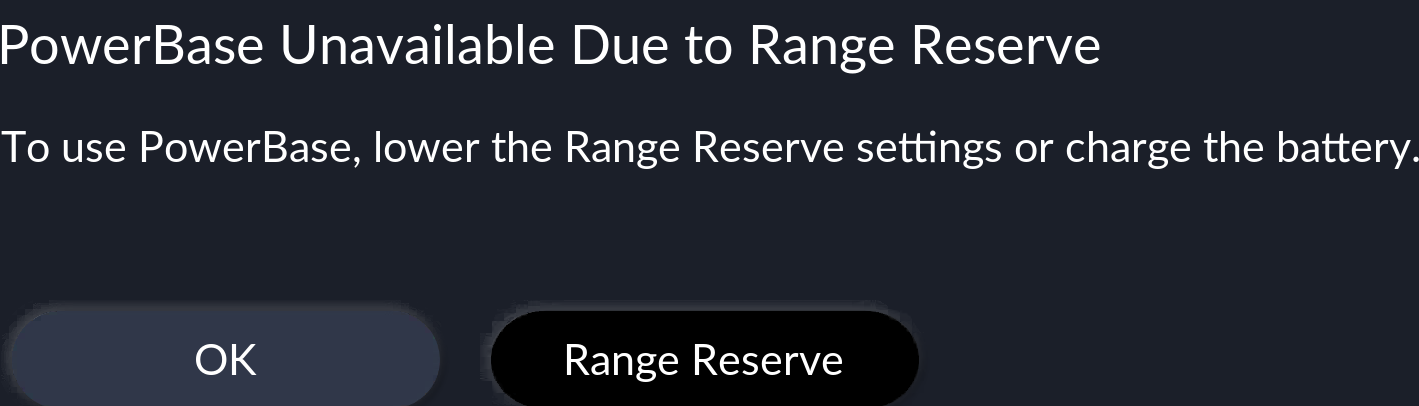 PowerBase Unavailable Due to Range Reserve
To use PowerBase, lower the Range Reserve settings or charge the battery.
OK
Range Reserve